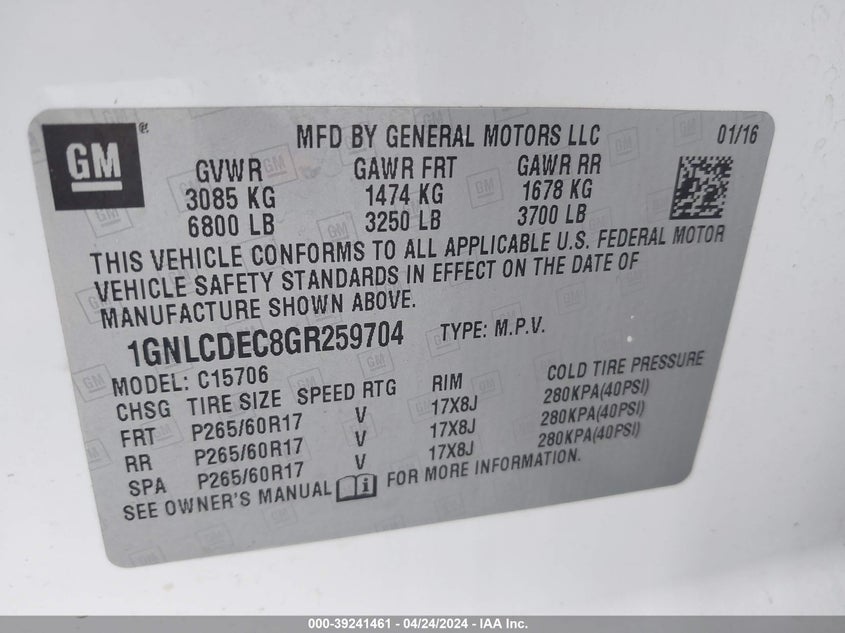 GM ®
MFD BY GENERAL MOTORS LLC 01/16
GVWR GAWR FRT GAWR RR
3085 KG 1474 KG 1678 KG
6800 LB 3250 LB 3700 LB
THIS VEHICLE CONFORMS TO ALL APPLICABLE U.S. FEDERAL MOTOR
VEHICLE SAFETY STANDARDS IN EFFECT ON THE DATE OF
MANUFACTURE SHOWN ABOVE.
1GNLCDEC8GR259704 TYPE: M.P.V.
MODEL: C15706
CHSG TIRE SIZE SPEED RTG RIM COLD TIRE PRESSURE
FRT P265/60R17 V 17X8J 280KPA(40PSI)
RR P265/60R17 V 17X8J 280KPA(40PSI)
SPA P265/60R17 V 17X8J 280KPA(40PSI)
SEE OWNER'S MANUAL i FOR MORE INFORMATION.
000-39241461 - 04/24/2024 - IAA Inc.